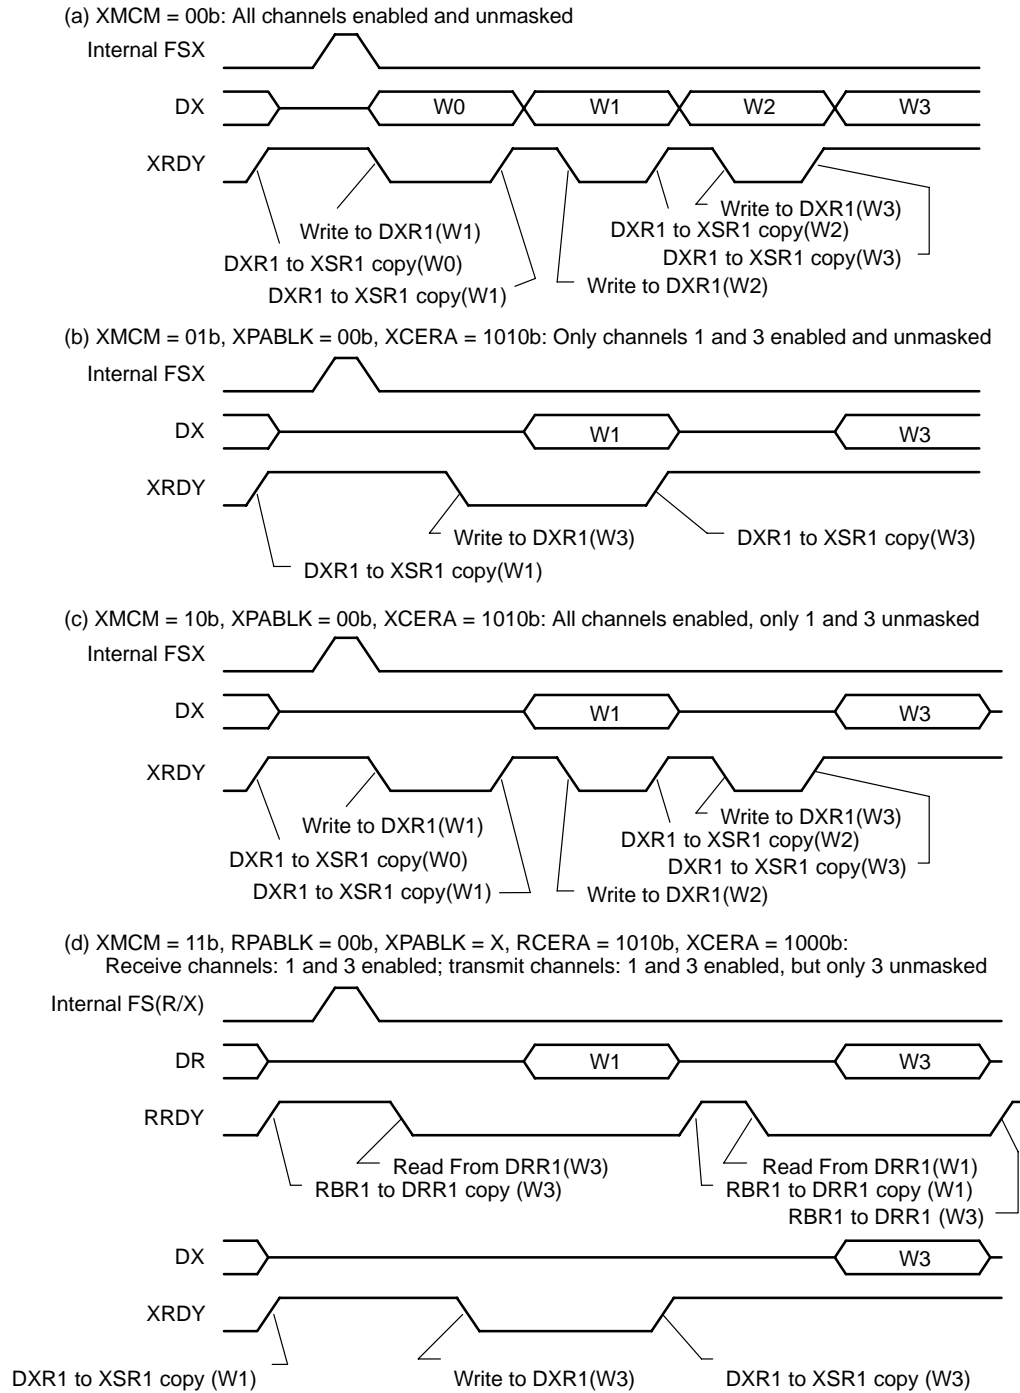 (a) XMCM = 00b: All channels enabled and unmasked
Internal FSX
DX
W0
W1
W2
W3
XRDY
Write to DXR1(W1)
Write to DXR1(W3)
DXR1 to XSR1 copy(W2)
DXR1 to XSR1 copy(W0)
DXR1 to XSR1 copy(W3)
DXR1 to XSR1 copy(W1)
Write to DXR1(W2)
(b) XMCM = 01b, XPABLK = 00b, XCERA = 1010b: Only channels 1 and 3 enabled and unmasked
Internal FSX
DX
W1
W3
XRDY
Write to DXR1(W3)
DXR1 to XSR1 copy(W3)
DXR1 to XSR1 copy(W1)
(c) XMCM = 10b, XPABLK = 00b, XCERA = 1010b: All channels enabled, only 1 and 3 unmasked
Internal FSX
DX
W1
W3
XRDY
Write to DXR1(W1)
Write to DXR1(W3)
DXR1 to XSR1 copy(W2)
DXR1 to XSR1 copy(W0)
DXR1 to XSR1 copy(W3)
DXR1 to XSR1 copy(W1)
Write to DXR1(W2)
(d) XMCM = 11b, RPABLK = 00b, XPABLK = X, RCERA = 1010b, XCERA = 1000b:
Receive channels: 1 and 3 enabled; transmit channels: 1 and 3 enabled, but only 3 unmasked
Internal FS(R/X)
DR
W1
W3
RRDY
Read From DRR1(W3)
Read From DRR1(W1)
RBR1 to DRR1 copy (W3)
RBR1 to DRR1 copy (W1)
RBR1 to DRR1 (W3)
DX
W3
XRDY
DXR1 to XSR1 copy (W1)
Write to DXR1(W3)
DXR1 to XSR1 copy (W3)